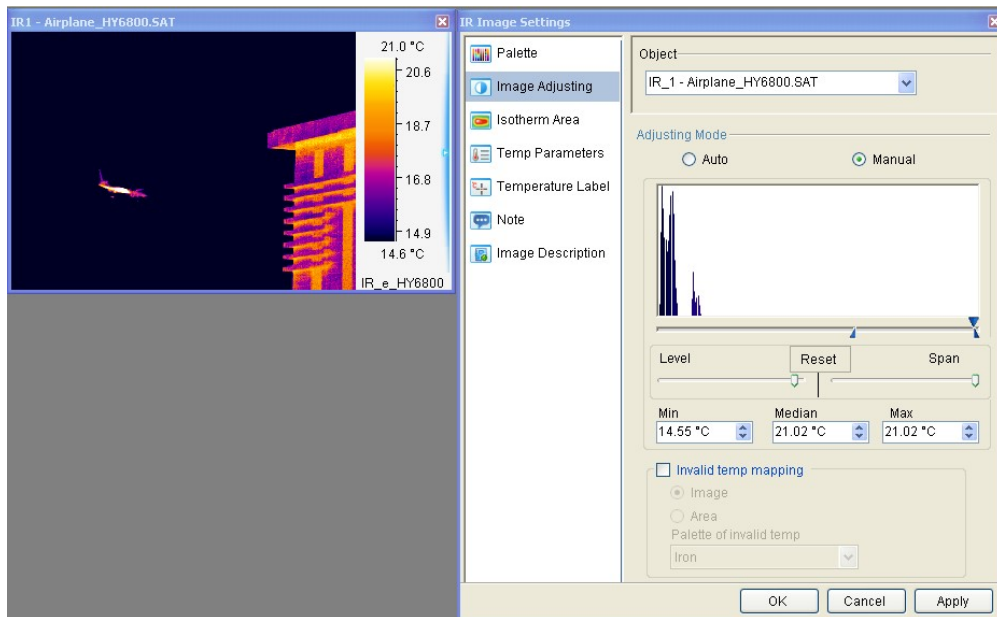 IR1 - Airplane_HY6800.SAT
21.0 °C
20.6
18.7
16.8
14.9
14.6 °C
IR_e_HY6800
IR Image Settings
Palette
Image Adjusting
Isotherm Area
Temp Parameters
Temperature Label
Note
Image Description
Object
IR_1 - Airplane_HY6800.SAT
Adjusting Mode
Auto Manual
Level Reset Span
Min Median Max
14.55 °C 21.02 °C 21.02 °C
Invalid temp mapping
Image
Area
Palette of invalid temp
Iron
OK Cancel Apply